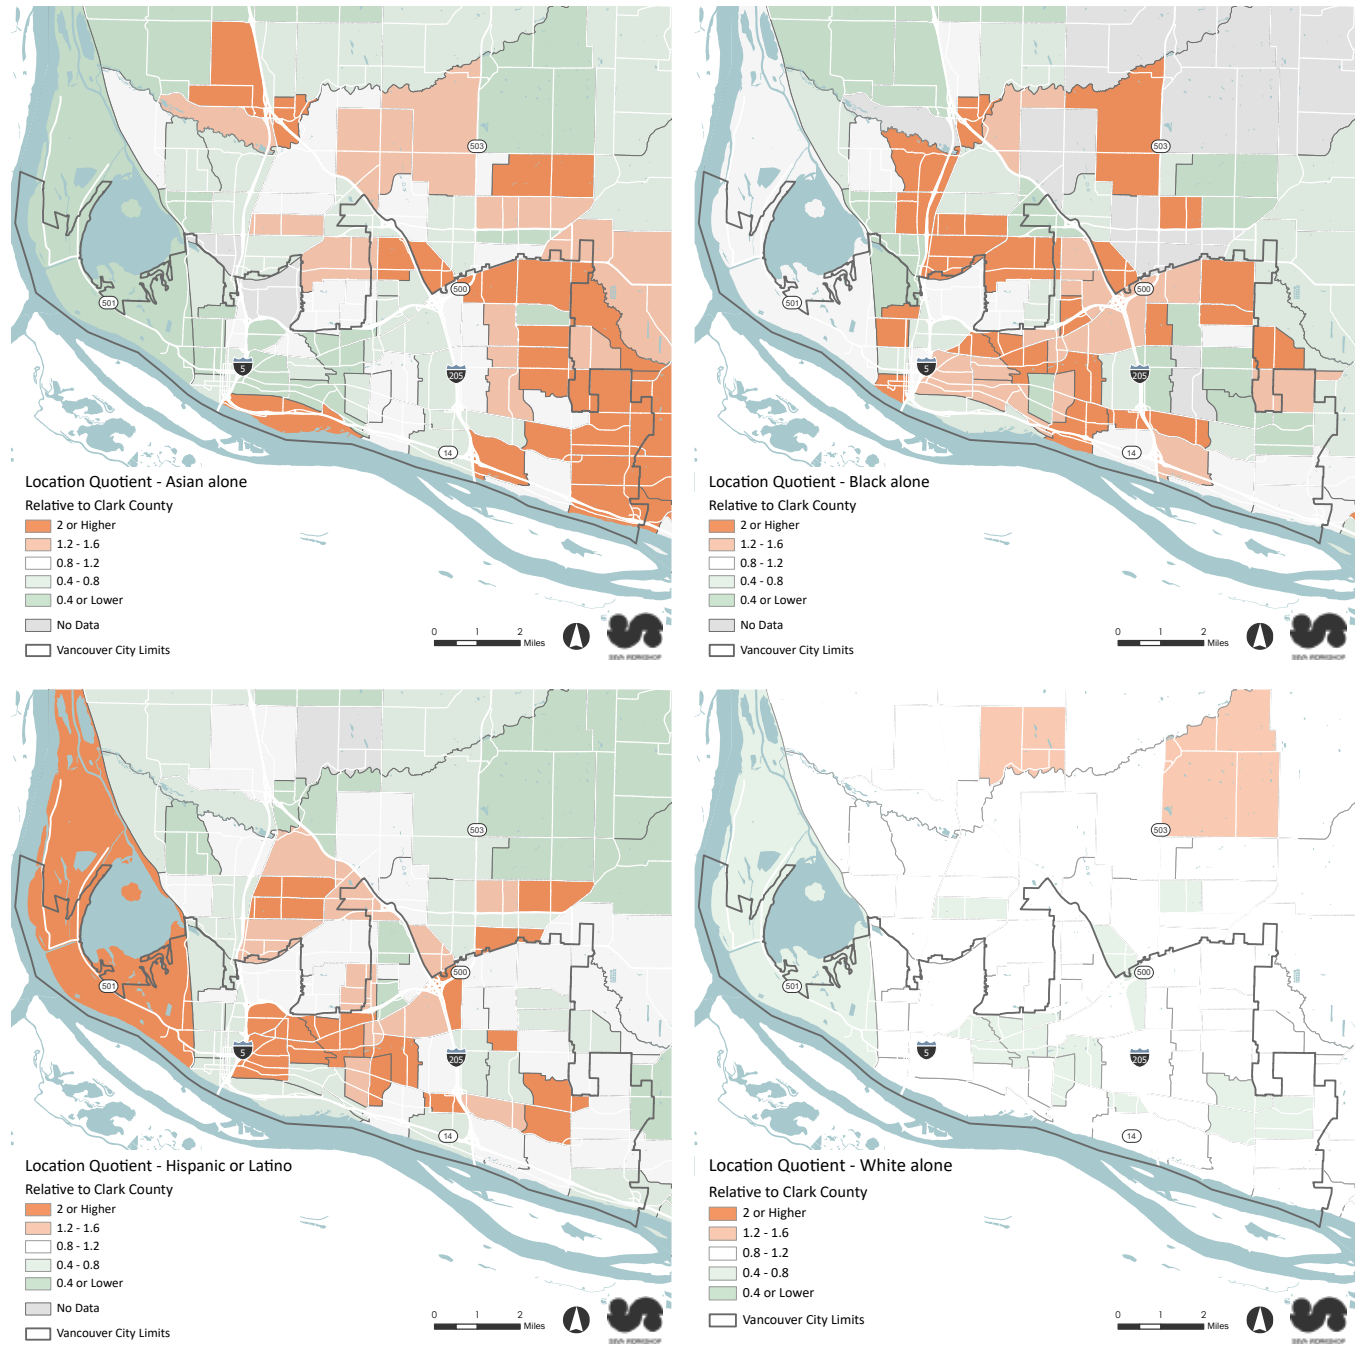 503
501
500
5
205
14
Location Quotient - Asian alone
Relative to Clark County
2 or Higher
1.2 - 1.6
0.8 - 1.2
0.4 - 0.8
0.4 or Lower
No Data
Vancouver City Limits
0 1 2
Miles
503
501
500
5
205
14
Location Quotient - Black alone
Relative to Clark County
2 or Higher
1.2 - 1.6
0.8 - 1.2
0.4 - 0.8
0.4 or Lower
No Data
Vancouver City Limits
0 1 2
Miles
503
500
501
5
205
14
Location Quotient - Hispanic or Latino
Relative to Clark County
2 or Higher
1.2 - 1.6
0.8 - 1.2
0.4 - 0.8
0.4 or Lower
No Data
Vancouver City Limits
0 1 2
Miles
503
500
501
5
205
14
Location Quotient - White alone
Relative to Clark County
2 or Higher
1.2 - 1.6
0.8 - 1.2
0.4 - 0.8
0.4 or Lower
Vancouver City Limits
0 1 2
Miles